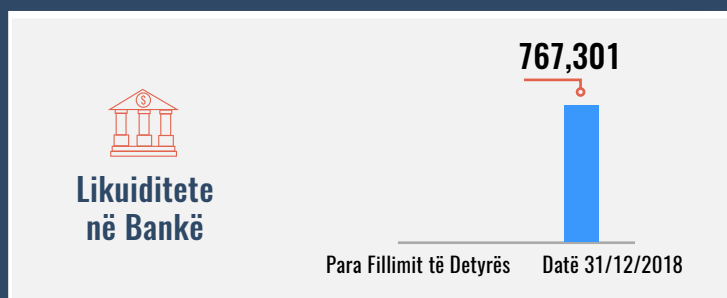 767,301
$
Likuiditete
në Bankë
Para Fillimit të Detyrës
Datë 31/12/2018